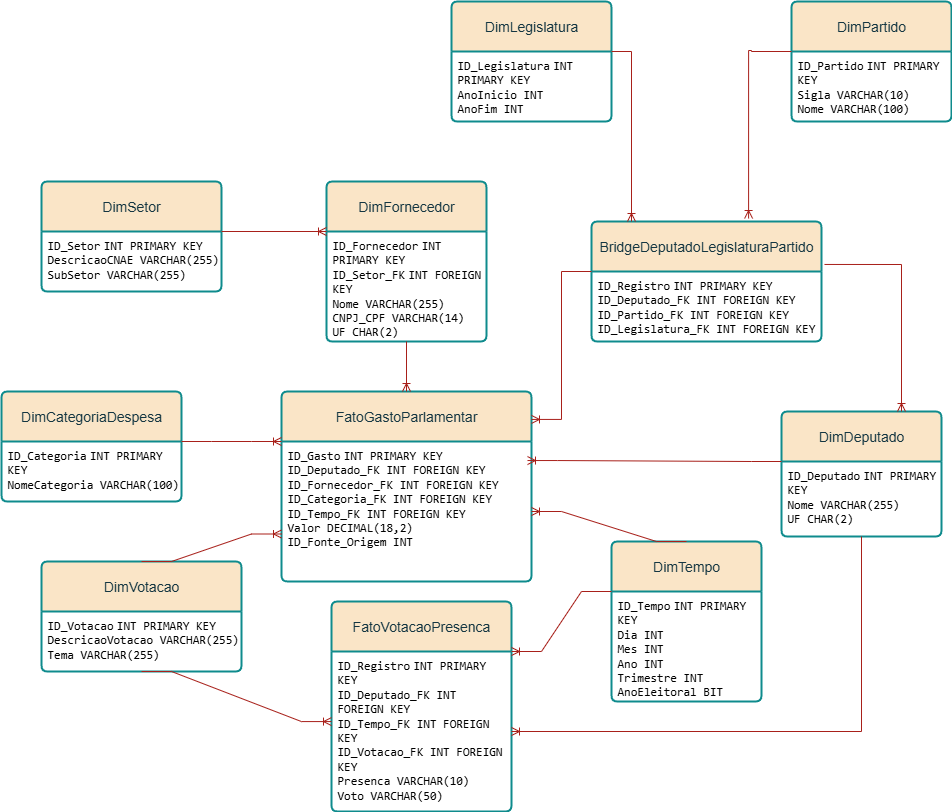 DimLegislatura
ID_Legislatura INT
PRIMARY KEY
AnoInicio INT
AnoFim INT
DimPartido
ID_Partido INT PRIMARY
KEY
Sigla VARCHAR(10)
Nome VARCHAR(100)
DimSetor
ID_Setor INT PRIMARY KEY
DescricaoCNAE VARCHAR(255)
SubSetor VARCHAR(255)
DimFornecedor
ID_Fornecedor INT
PRIMARY KEY
ID_Setor_FK INT FOREIGN
KEY
Nome VARCHAR(255)
CNPJ_CPF VARCHAR(14)
UF CHAR(2)
BridgeDeputadoLegislaturaPartido
ID_Registro INT PRIMARY KEY
ID_Deputado_FK INT FOREIGN KEY
ID_Partido_FK INT FOREIGN KEY
ID_Legislatura_FK INT FOREIGN KEY
DimCategoriaDespesa
ID_Categoria INT PRIMARY
KEY
NomeCategoria VARCHAR(100)
FatoGastoParlamentar
ID_Gasto INT PRIMARY KEY
ID_Deputado_FK INT FOREIGN KEY
ID_Fornecedor_FK INT FOREIGN KEY
ID_Categoria_FK INT FOREIGN KEY
ID_Tempo_FK INT FOREIGN KEY
Valor DECIMAL(18,2)
ID_Fonte_Origem INT
DimDeputado
ID_Deputado INT PRIMARY
KEY
Nome VARCHAR(255)
UF CHAR(2)
DimVotacao
ID_Votacao INT PRIMARY KEY
DescricaoVotacao VARCHAR(255)
Tema VARCHAR(255)
DimTempo
ID_Tempo INT PRIMARY
KEY
Dia INT
Mes INT
Ano INT
Trimestre INT
AnoEleitoral BIT
FatoVotacaoPresenca
ID_Registro INT PRIMARY
KEY
ID_Deputado_FK INT
FOREIGN KEY
ID_Tempo_FK INT FOREIGN
KEY
ID_Votacao_FK INT FOREIGN
KEY
Presenca VARCHAR(10)
Voto VARCHAR(50)